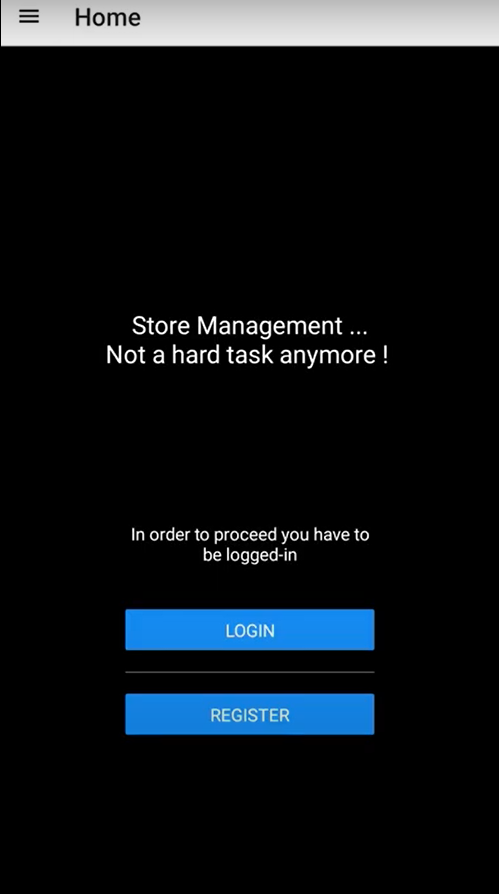 Home
Store Management ...
Not a hard task anymore !
In order to proceed you have to
be logged-in
LOGIN
REGISTER